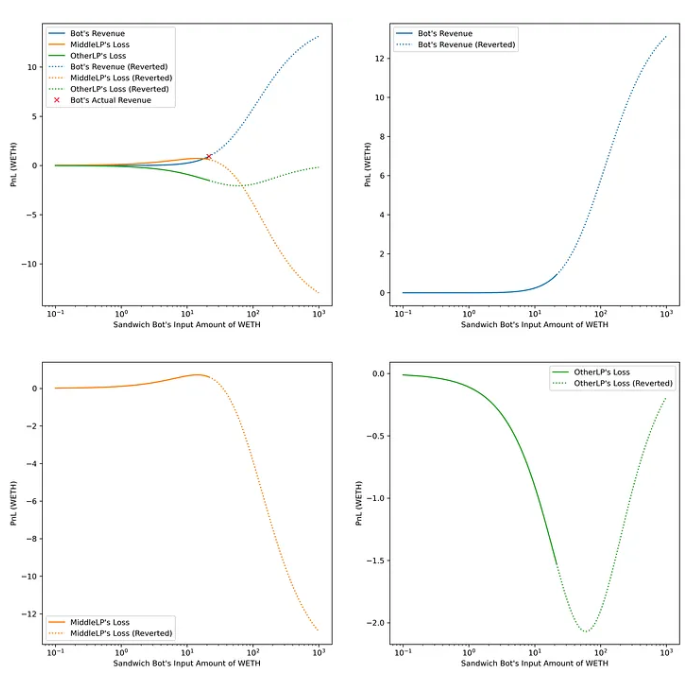 Bot's Revenue
MiddleLP's Loss
OtherLP's Loss
Bot's Revenue (Reverted)
MiddleLP's Loss (Reverted)
OtherLP's Loss (Reverted)
Bot's Actual Revenue
10
5
0
−5
−10
PnL (WETH)
10⁻¹ 10⁰ 10¹ 10² 10³
Sandwich Bot's Input Amount of WETH
Bot's Revenue
Bot's Revenue (Reverted)
12
10
8
6
4
2
0
PnL (WETH)
10⁻¹ 10⁰ 10¹ 10² 10³
Sandwich Bot's Input Amount of WETH
0
−2
−4
−6
−8
−10
−12
PnL (WETH)
MiddleLP's Loss
MiddleLP's Loss (Reverted)
10⁻¹ 10⁰ 10¹ 10² 10³
Sandwich Bot's Input Amount of WETH
OtherLP's Loss
OtherLP's Loss (Reverted)
0.0
−0.5
−1.0
−1.5
−2.0
PnL (WETH)
10⁻¹ 10⁰ 10¹ 10² 10³
Sandwich Bot's Input Amount of WETH